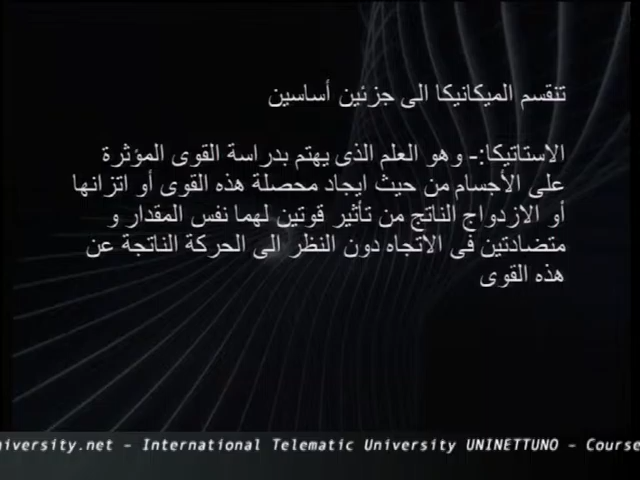 تنقسم الميكانيكا الى جزئين أساسين
الاستاتيكا:- وهو العلم الذى يهتم بدراسة القوى المؤثرة
على الأجسام من حيث ايجاد محصلة هذه القوى أو اتزانها
أو الازدواج الناتج من تأثير قوتين لهما نفس المقدار و
متضادتين فى الاتجاه دون النظر الى الحركة الناتجة عن
هذه القوى
niversity.net – International Telematic University UNINETTUNO – Course